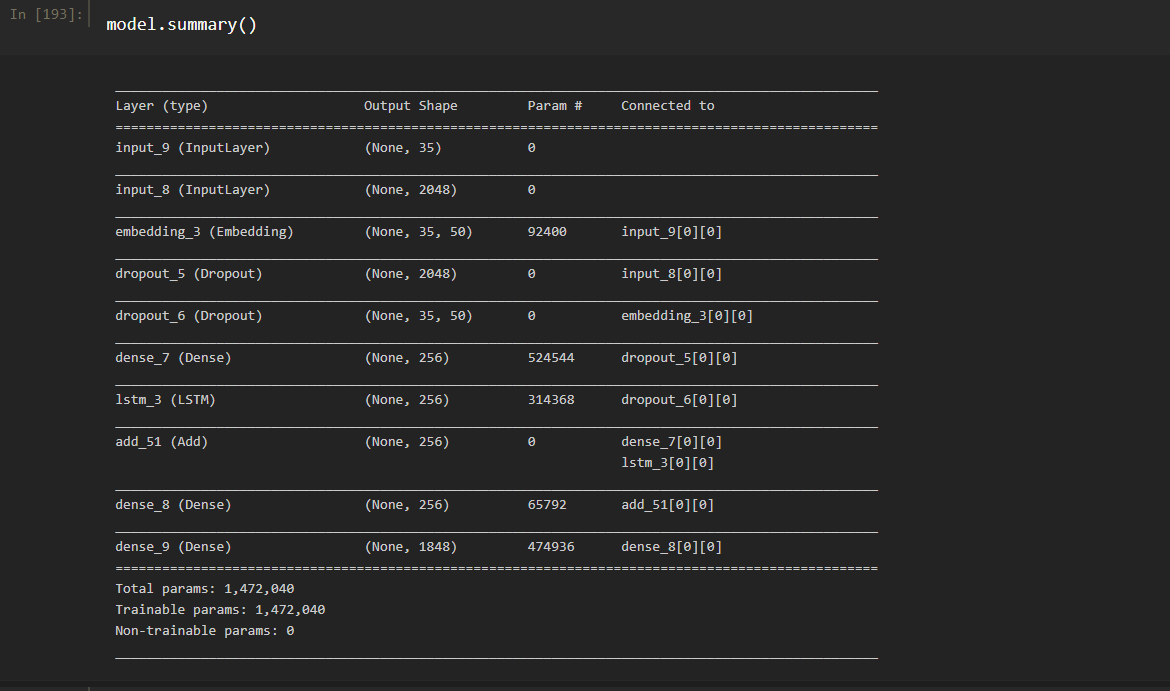 In [193]:
model.summary()
Layer (type) Output Shape Param # Connected to
==================================================================================================
input_9 (InputLayer) (None, 35) 0
input_8 (InputLayer) (None, 2048) 0
embedding_3 (Embedding) (None, 35, 50) 92400 input_9[0][0]
dropout_5 (Dropout) (None, 2048) 0 input_8[0][0]
dropout_6 (Dropout) (None, 35, 50) 0 embedding_3[0][0]
dense_7 (Dense) (None, 256) 524544 dropout_5[0][0]
lstm_3 (LSTM) (None, 256) 314368 dropout_6[0][0]
add_51 (Add) (None, 256) 0 dense_7[0][0]
lstm_3[0][0]
dense_8 (Dense) (None, 256) 65792 add_51[0][0]
dense_9 (Dense) (None, 1848) 474936 dense_8[0][0]
==================================================================================================
Total params: 1,472,040
Trainable params: 1,472,040
Non-trainable params: 0